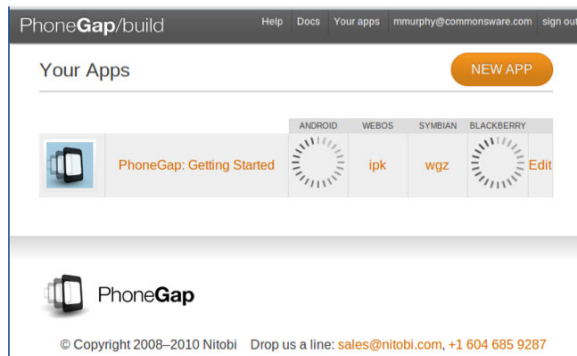 PhoneGap/build Help Docs Your apps mmurphy@commonsware.com sign out
Your Apps NEW APP
ANDROID WEBOS SYMBIAN BLACKBERRY
PhoneGap: Getting Started ipk wgz Edit
PhoneGap
© Copyright 2008–2010 Nitobi Drop us a line: sales@nitobi.com, +1 604 685 9287